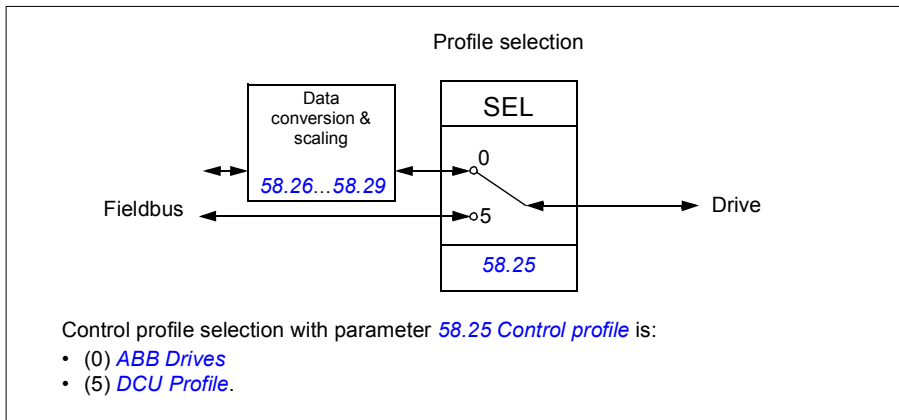 Profile selection
Data
conversion &
scaling
58.26...58.29
SEL
0
5
58.25
Fieldbus
Drive
Control profile selection with parameter 58.25 Control profile is:
• (0) ABB Drives
• (5) DCU Profile.